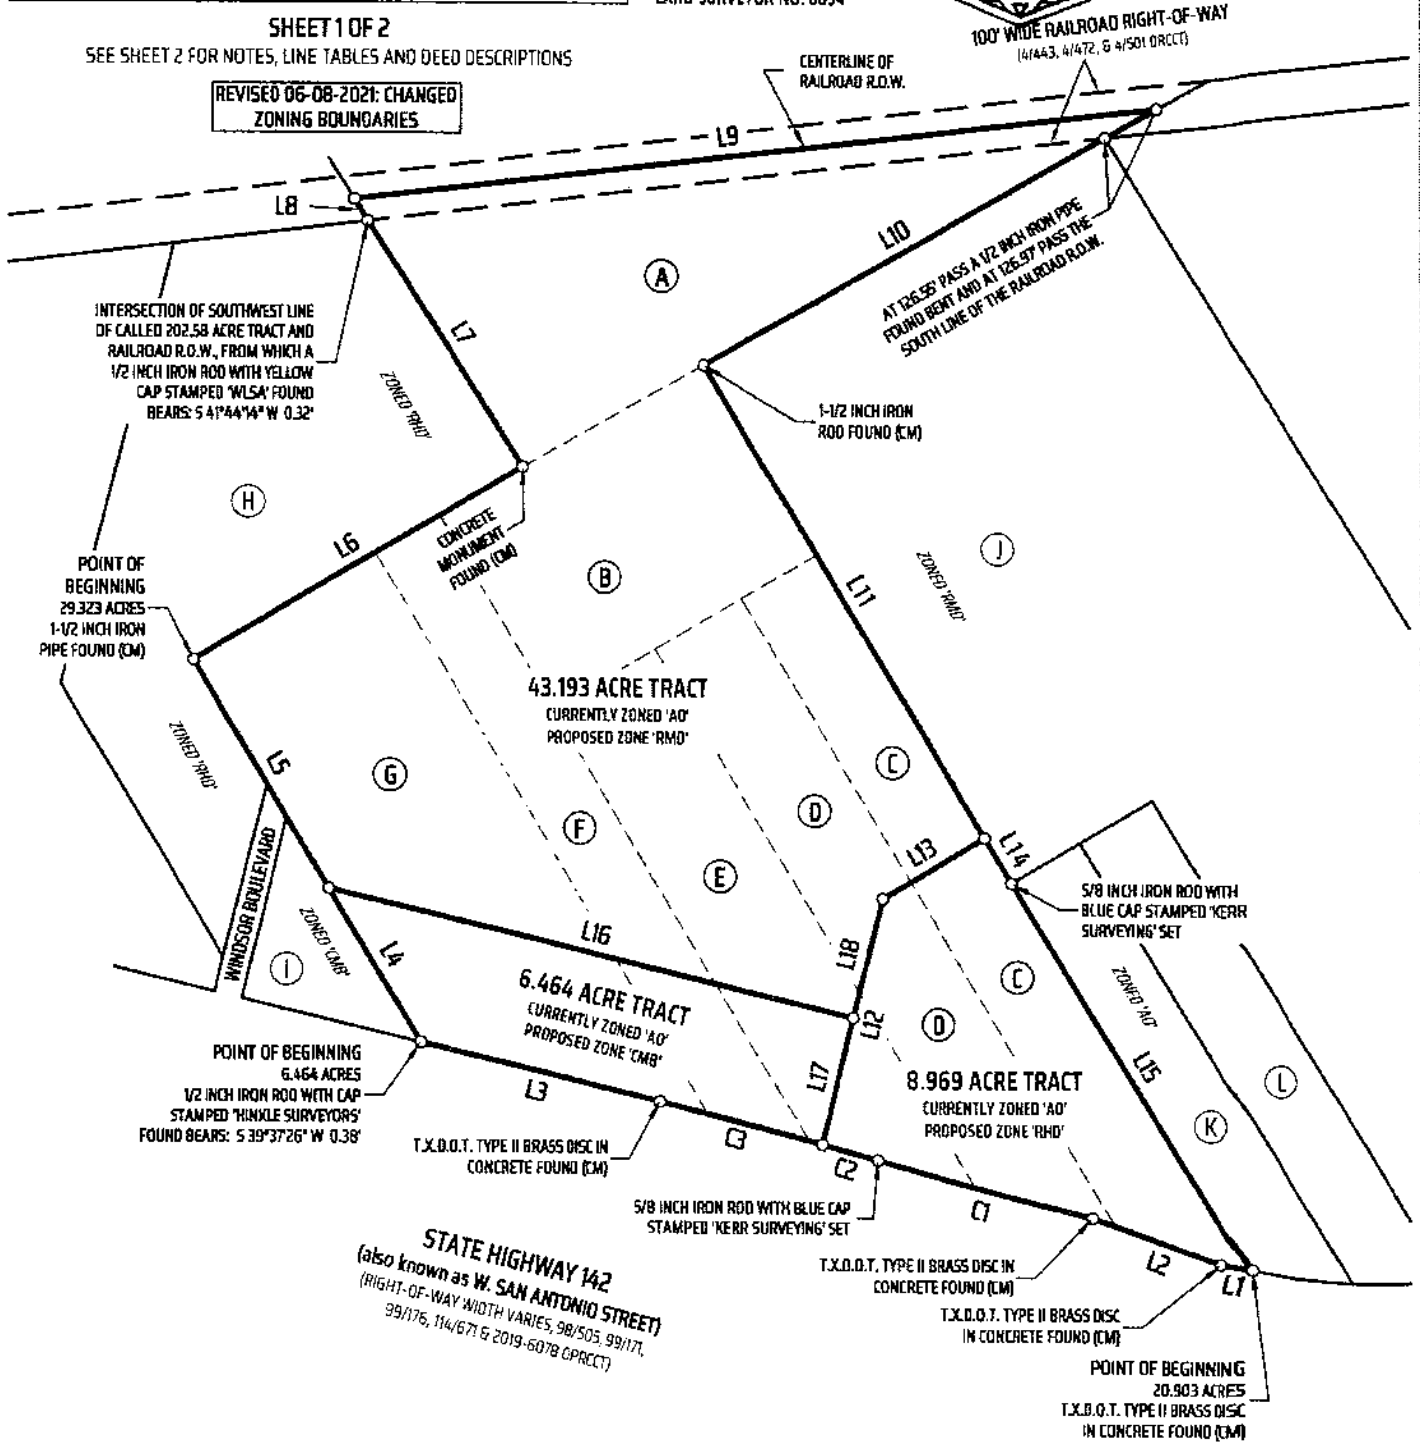 SHEET 1 OF 2
SEE SHEET 2 FOR NOTES, LINE TABLES AND DEED DESCRIPTIONS
REVISED 06-08-2021: CHANGED
ZONING BOUNDARIES
100' WIDE RAILROAD RIGHT-OF-WAY
(4/443, 4/472, & 4/501 DRCCT)
CENTERLINE OF
RAILROAD R.O.W.
L9
L8
L10
A
AT 126.56' PASS A 1/2 INCH IRON PIPE
FOUND BENT AND AT 126.97' PASS THE
SOUTH LINE OF THE RAILROAD R.O.W.
INTERSECTION OF SOUTHWEST LINE
OF CALLED 202.58 ACRE TRACT AND
RAILROAD R.O.W., FROM WHICH A
1/2 INCH IRON ROD WITH YELLOW
CAP STAMPED 'WLSA' FOUND
BEARS: S 41°44'14" W 0.32'
L7
ZONED 'RHD'
1-1/2 INCH IRON
ROD FOUND (CM)
H
L6
CONCRETE
MONUMENT
FOUND (CM)
B
J
ZONED 'RMD'
L11
POINT OF
BEGINNING
29.323 ACRES
1-1/2 INCH IRON
PIPE FOUND (CM)
43.193 ACRE TRACT
CURRENTLY ZONED 'AO'
PROPOSED ZONE 'RMD'
ZONED 'RHD'
L5
G
C
D
F
E
L13
L14
5/8 INCH IRON ROD WITH
BLUE CAP STAMPED 'KERR
SURVEYING' SET
WINDSOR BOULEVARD
ZONED 'CMB'
I
L4
L16
L18
6.464 ACRE TRACT
CURRENTLY ZONED 'AO'
PROPOSED ZONE 'CMB'
C
D
L12
ZONED 'AO'
L15
POINT OF BEGINNING
6.464 ACRES
1/2 INCH IRON ROD WITH CAP
STAMPED 'HINKLE SURVEYORS'
FOUND BEARS: S 39°37'26" W 0.38'
L3
L17
8.969 ACRE TRACT
CURRENTLY ZONED 'AO'
PROPOSED ZONE 'RHD'
L
K
T.X.D.O.T. TYPE II BRASS DISC IN
CONCRETE FOUND (CM)
C3
C2
5/8 INCH IRON ROD WITH BLUE CAP
STAMPED 'KERR SURVEYING' SET
C1
L2
L1
STATE HIGHWAY 142
(also known as W. SAN ANTONIO STREET)
(RIGHT-OF-WAY WIDTH VARIES, 98/505, 99/171,
99/176, 114/671 & 2019-6078 OPRCCT)
T.X.D.O.T. TYPE II BRASS DISC IN
CONCRETE FOUND (CM)
T.X.D.O.T. TYPE II BRASS DISC
IN CONCRETE FOUND (CM)
POINT OF BEGINNING
20.903 ACRES
T.X.D.O.T. TYPE II BRASS DISC
IN CONCRETE FOUND (CM)